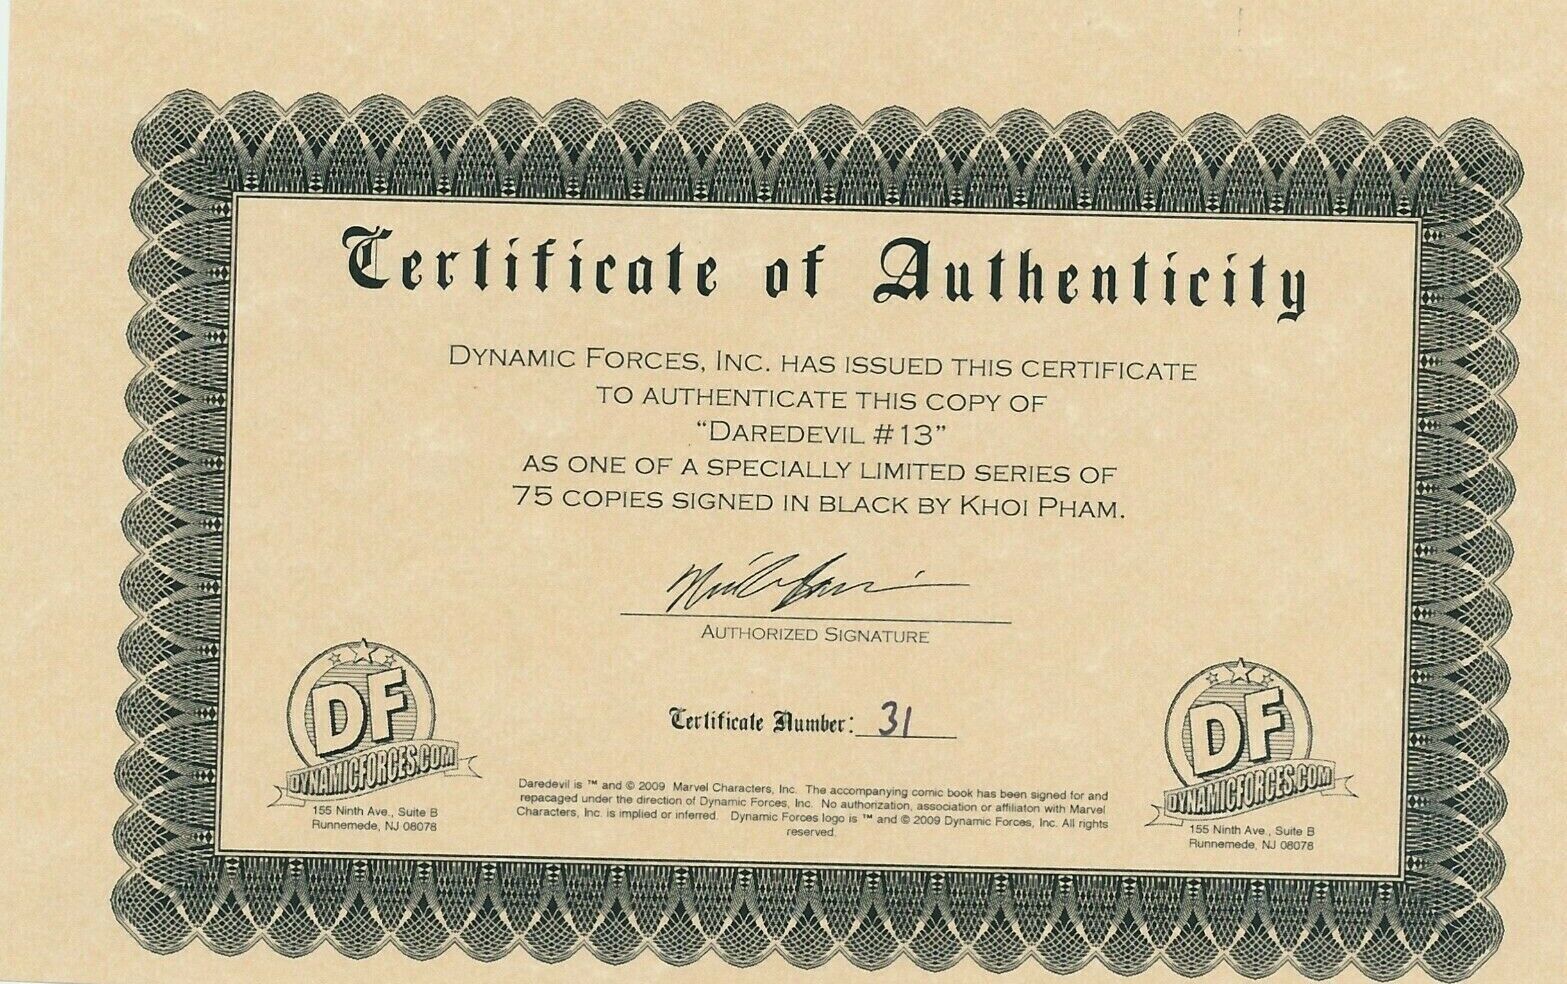 Certificate of Authenticity
DYNAMIC FORCES, INC. HAS ISSUED THIS CERTIFICATE
TO AUTHENTICATE THIS COPY OF
“DAREDEVIL #13”
AS ONE OF A SPECIALLY LIMITED SERIES OF
75 COPIES SIGNED IN BLACK BY KHOI PHAM.
AUTHORIZED SIGNATURE
Certificate Number: 31
DF
DYNAMICFORCES.COM
155 Ninth Ave., Suite B
Runnemede, NJ 08078
Daredevil is ™ and © 2009 Marvel Characters, Inc. The accompanying comic book has been signed for and
repacaged under the direction of Dynamic Forces, Inc. No authorization, association or affiliaton with Marvel
Characters, Inc. is implied or inferred. Dynamic Forces logo is ™ and © 2009 Dynamic Forces, Inc. All rights
reserved.
DF
DYNAMICFORCES.COM
155 Ninth Ave., Suite B
Runnemede, NJ 08078